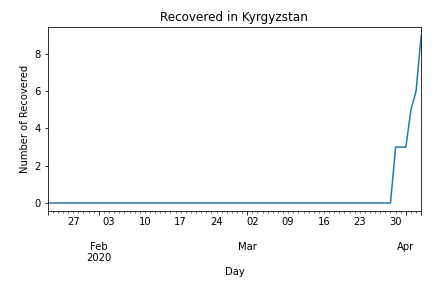 Recovered in Kyrgyzstan
Number of Recovered
8
6
4
2
0
27 03 10 17 24 02 09 16 23 30
Feb Mar Apr
2020
Day